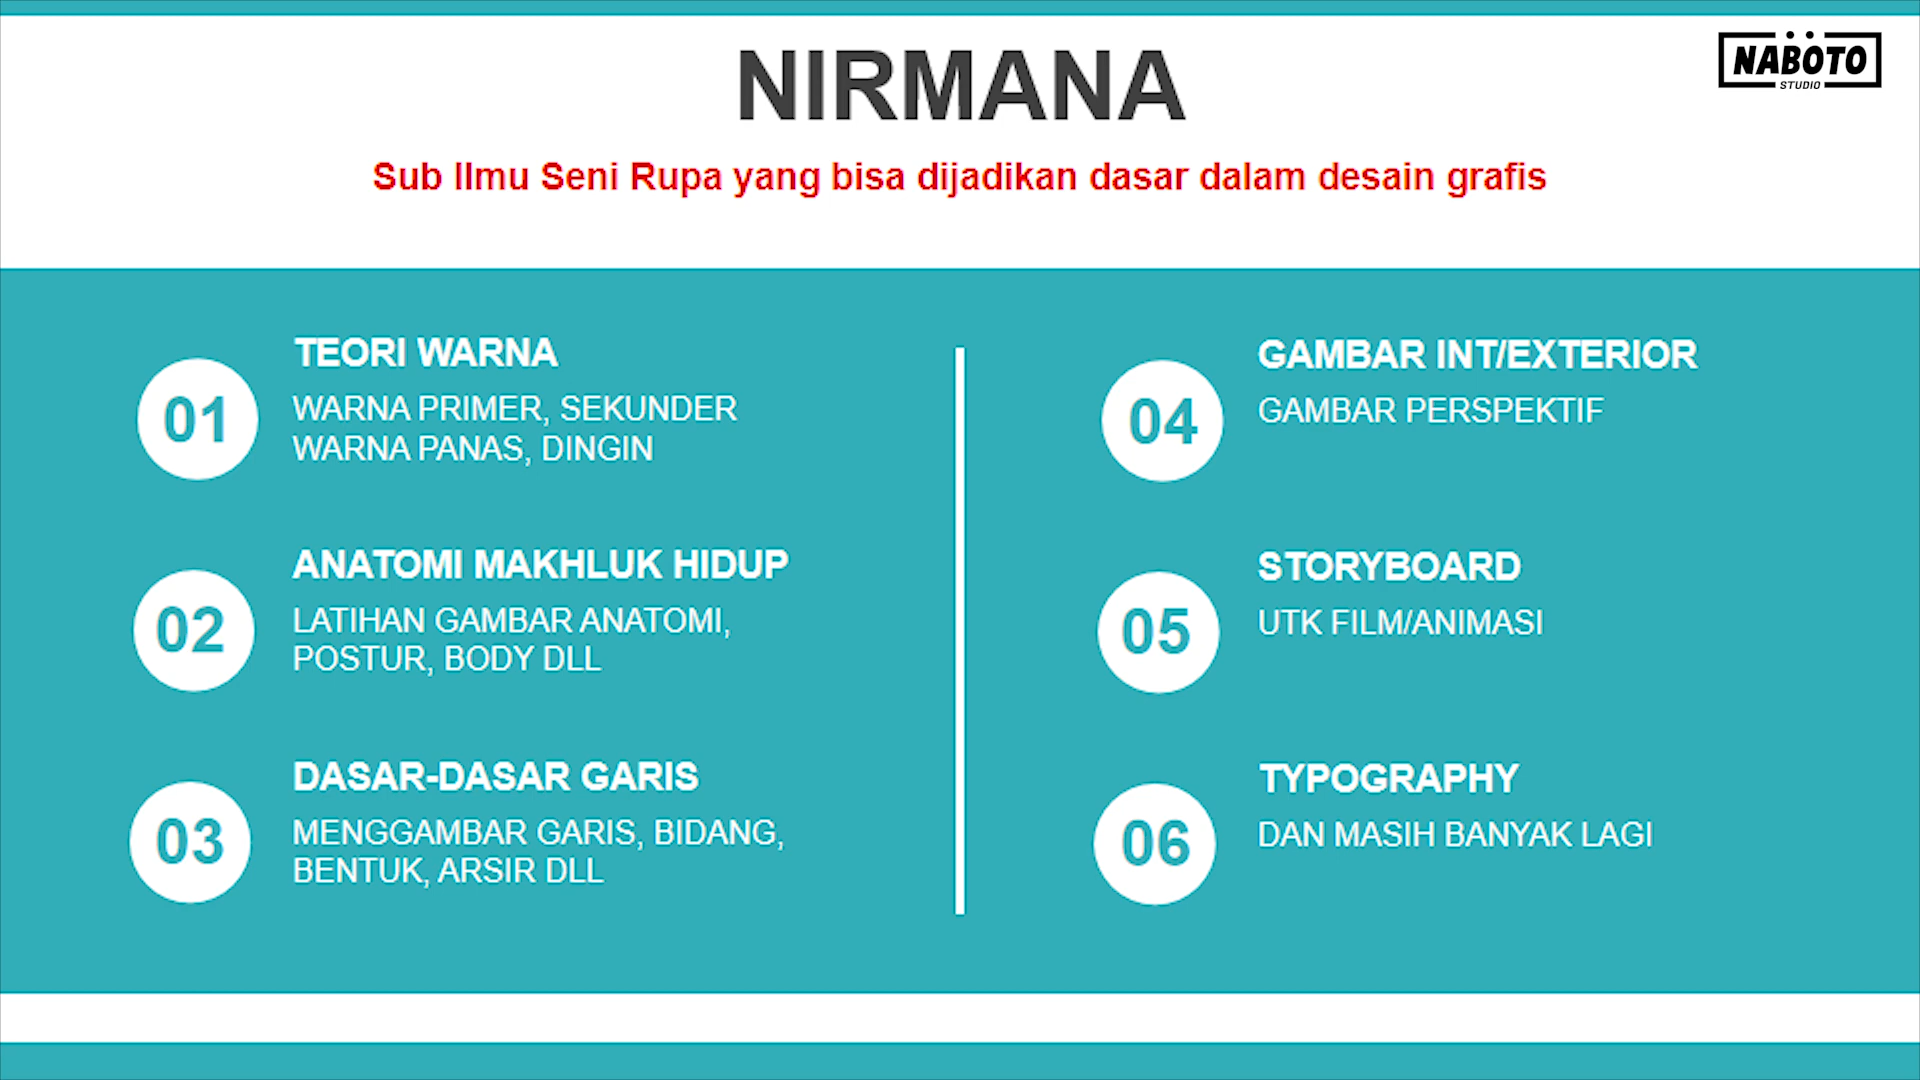 NIRMANA
NABOTO
STUDIO
Sub Ilmu Seni Rupa yang bisa dijadikan dasar dalam desain grafis
01
TEORI WARNA
WARNA PRIMER, SEKUNDER
WARNA PANAS, DINGIN
02
ANATOMI MAKHLUK HIDUP
LATIHAN GAMBAR ANATOMI,
POSTUR, BODY DLL
03
DASAR-DASAR GARIS
MENGGAMBAR GARIS, BIDANG,
BENTUK, ARSIR DLL
04
GAMBAR INT/EXTERIOR
GAMBAR PERSPEKTIF
05
STORYBOARD
UTK FILM/ANIMASI
06
TYPOGRAPHY
DAN MASIH BANYAK LAGI